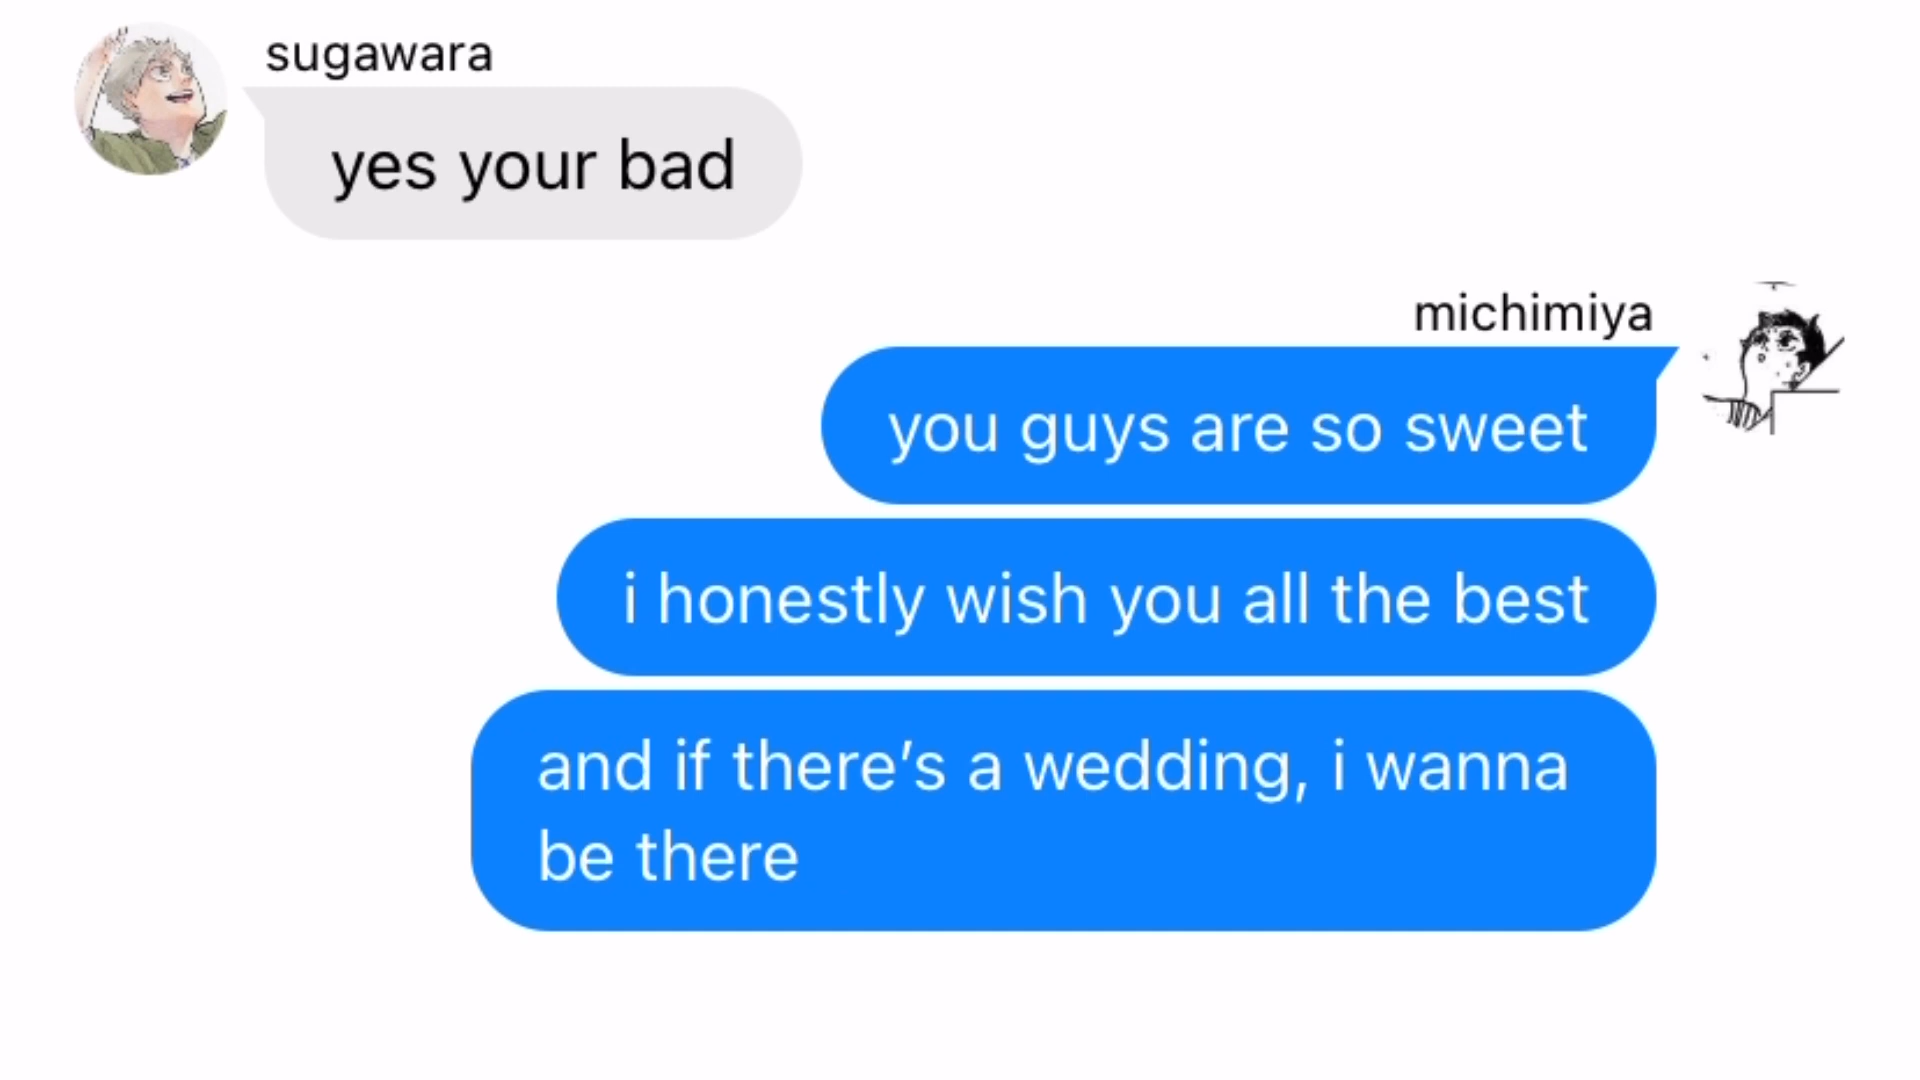 sugawara
yes your bad
michimiya
you guys are so sweet
i honestly wish you all the best
and if there’s a wedding, i wanna
be there